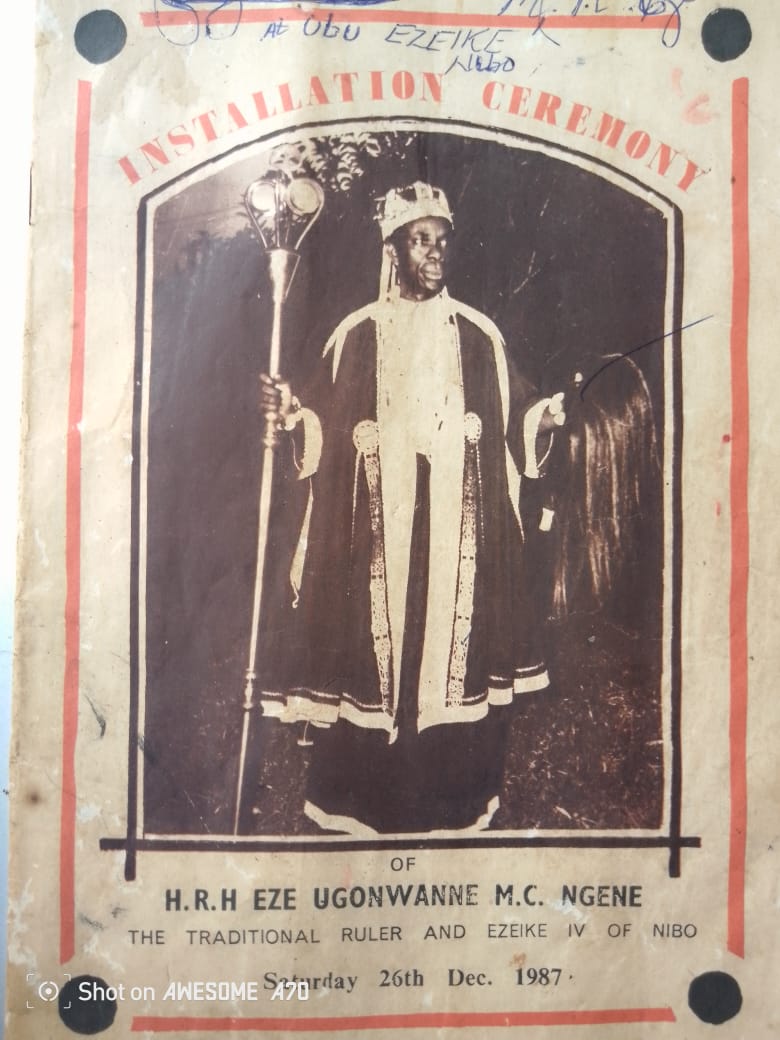 At Obu EZEIKE
Nibo
INSTALLATION CEREMONY
OF
H.R.H EZE UGONWANNE M.C. NGENE
THE TRADITIONAL RULER AND EZEIKE IV OF NIBO
Saturday 26th Dec. 1987.
Shot on AWESOME A70